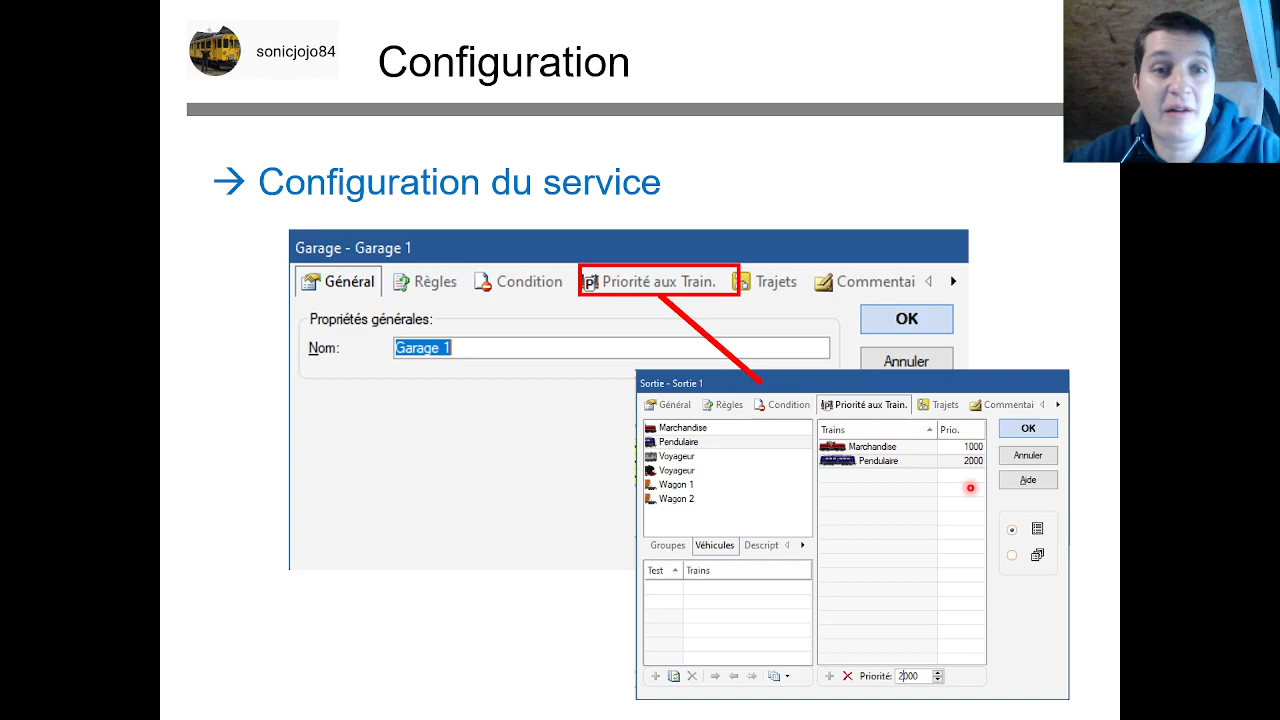 sonicjojo84
Configuration
→ Configuration du service
Garage - Garage 1
Général Règles Condition Priorité aux Train. Trajets Commentai
Propriétés générales:
Nom: Garage 1
OK
Annuler
Sortie - Sortie 1
Général Règles Condition Priorité aux Train. Trajets Commentai
Marchandise
Pendulaire
Voyageur
Voyageur
Wagon 1
Wagon 2
Groupes Véhicules Descript
Test Trains
Trains Prio.
Marchandise 1000
Pendulaire 2000
Priorité: 2000
OK
Annuler
Aide